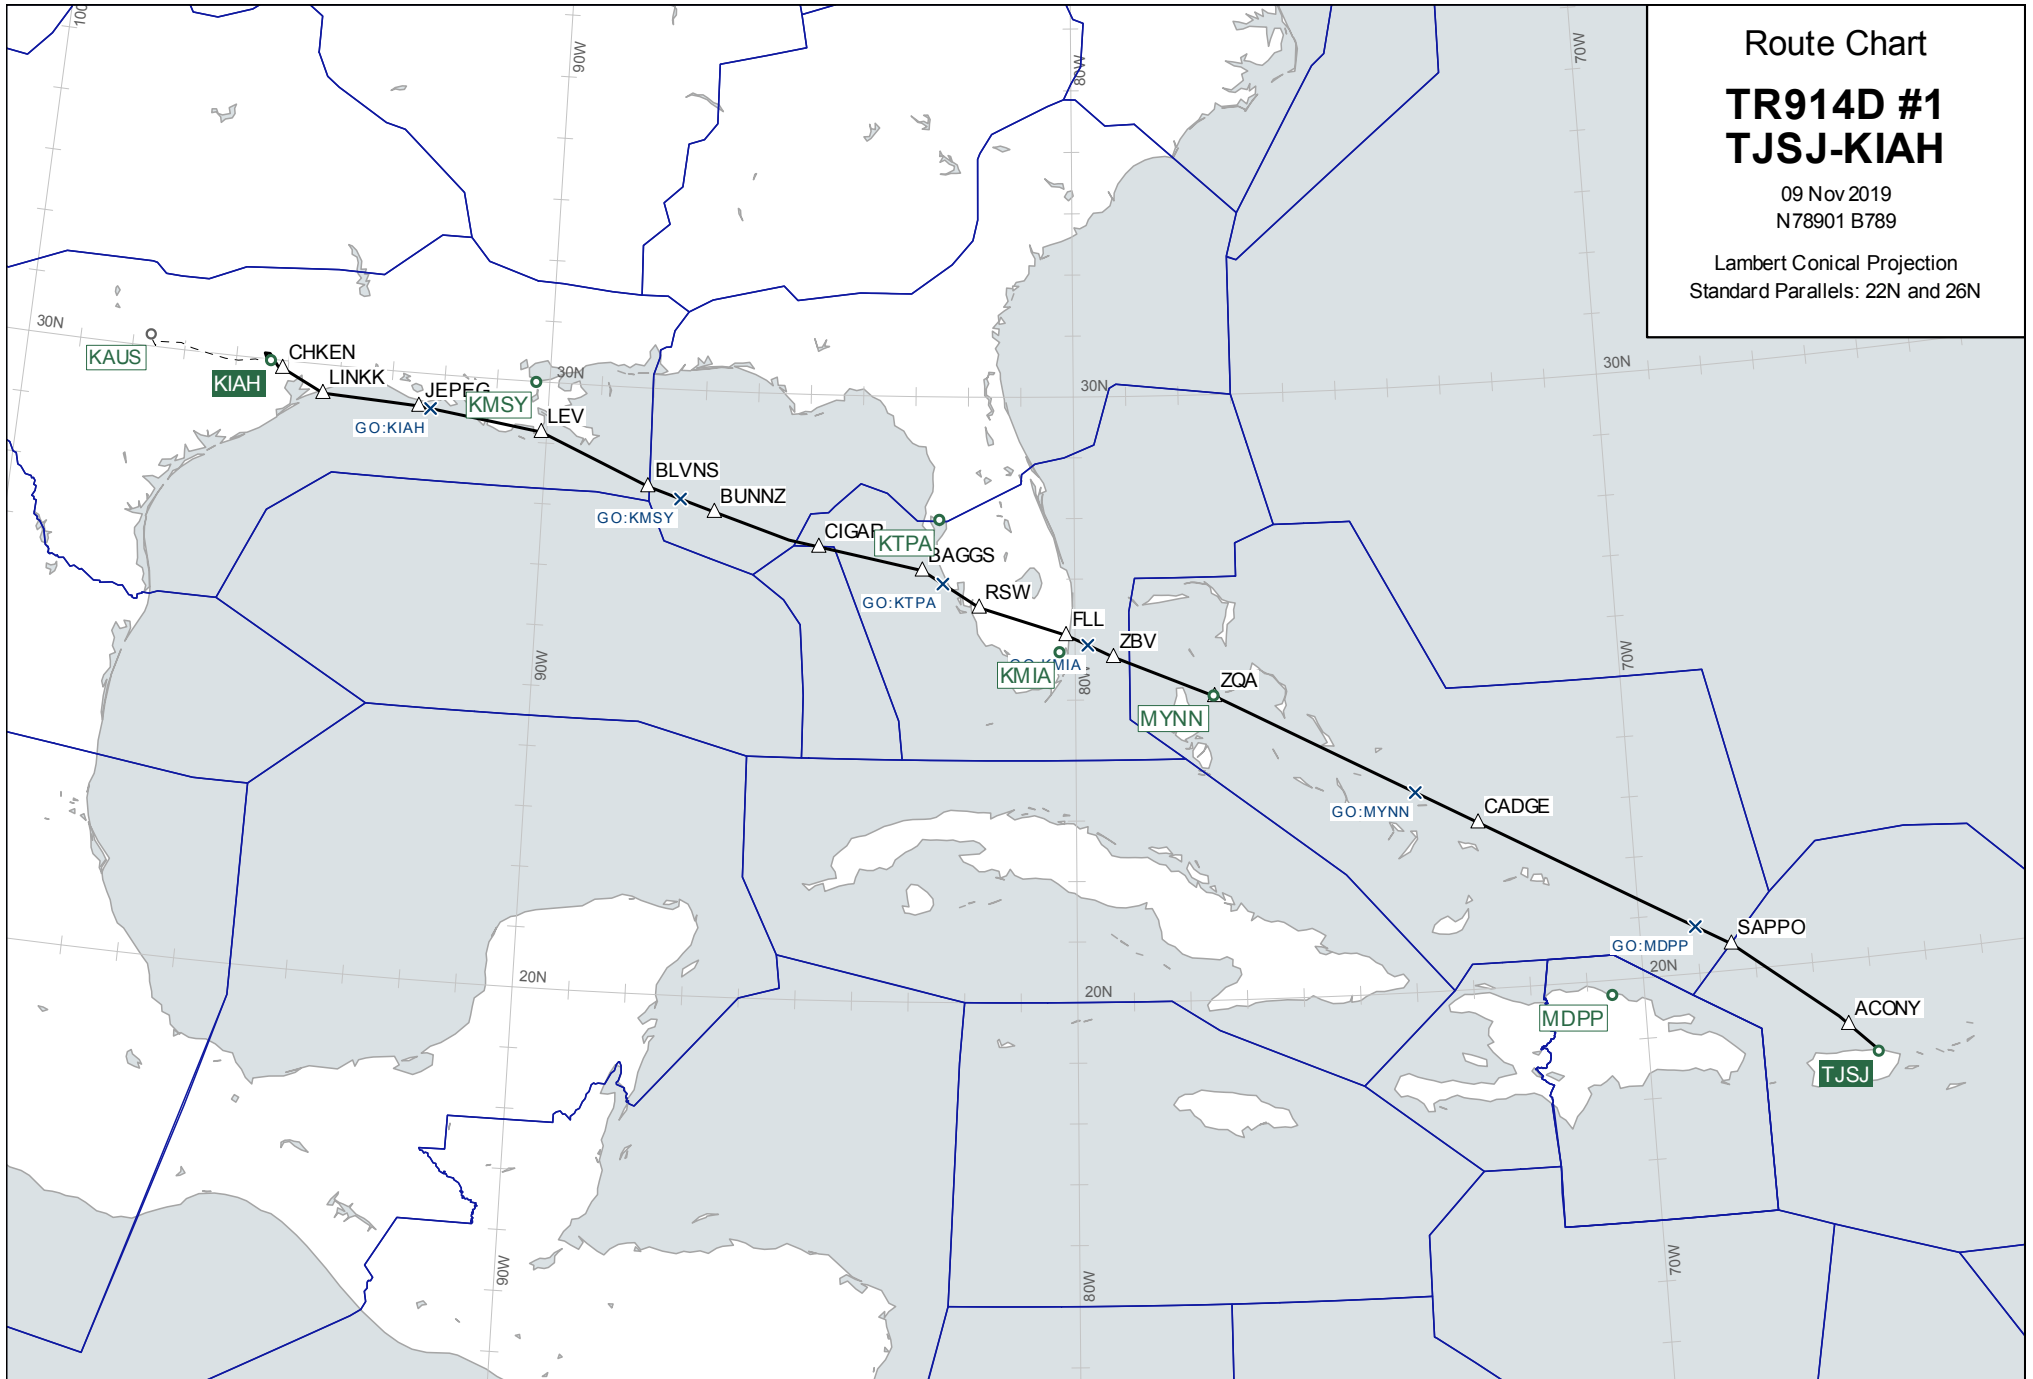 Route Chart
TR914D #1
TJSJ-KIAH
09 Nov 2019
N78901 B789
Lambert Conical Projection
Standard Parallels: 22N and 26N
100
90W
80W
70W
30N
KAUS
KIAH
CHKEN
LINKK
JEPEG
GO:KIAH
KMSY
30N
LEV
30N
30N
BLVNS
GO:KMSY
BUNNZ
CIGAR
KTPA
BAGGS
GO:KTPA
RSW
FLL
ZBV
GO:KMIA
KMIA
90W
80W
70W
ZQA
MYNN
GO:MYNN
CADGE
GO:MDPP
SAPPO
20N
20N
20N
MDPP
ACONY
TJSJ
90W
80W
70W